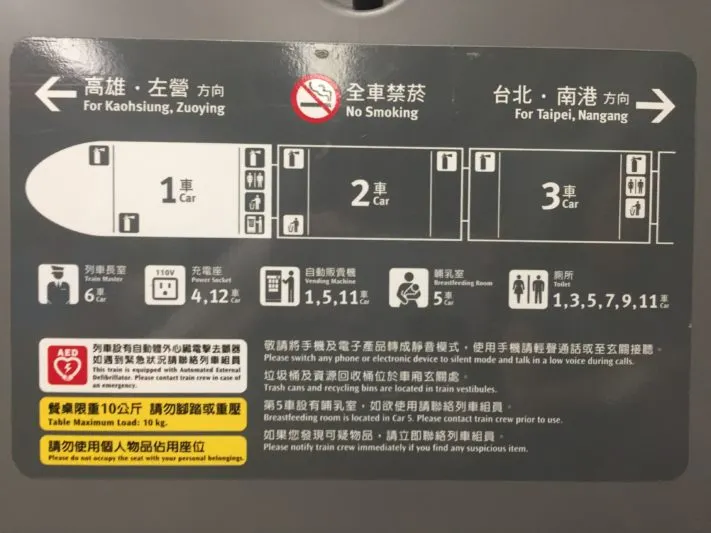 高雄・左營 方向
For Kaohsiung, Zuoying
全車禁菸
No Smoking
台北・南港 方向
For Taipei, Nangang
1車
Car
2車
Car
3車
Car
列車長室
Train Master
6車
Car
110V
充電座
Power Socket
4,12車
Car
自動販賣機
Vending Machine
1,5,11車
Car
哺乳室
Breastfeeding Room
5車
Car
廁所
Toilet
1,3,5,7,9,11車
Car
AED
列車設有自動體外心臟電擊去顫器
如遇到緊急狀況請聯絡列車組員
This train is equipped with Automated External
Defibrillator. Please contact train crew in case of
an emergency.
餐桌限重10公斤 請勿腳踏或重壓
Table Maximum Load: 10 kg.
請勿使用個人物品佔用座位
Please do not occupy the seat with your personal belongings.
敬請將手機及電子產品轉成靜音模式，使用手機請輕聲通話或至玄關接聽。
Please switch any phone or electronic device to silent mode and talk in a low voice during calls.
垃圾桶及資源回收桶位於車廂玄關處。
Trash cans and recycling bins are located in train vestibules.
第5車設有哺乳室，如欲使用請聯絡列車組員。
Breastfeeding room is located in Car 5. Please contact train crew prior to use.
如果您發現可疑物品，請立即聯絡列車組員。
Please notify train crew immediately if you find any suspicious item.